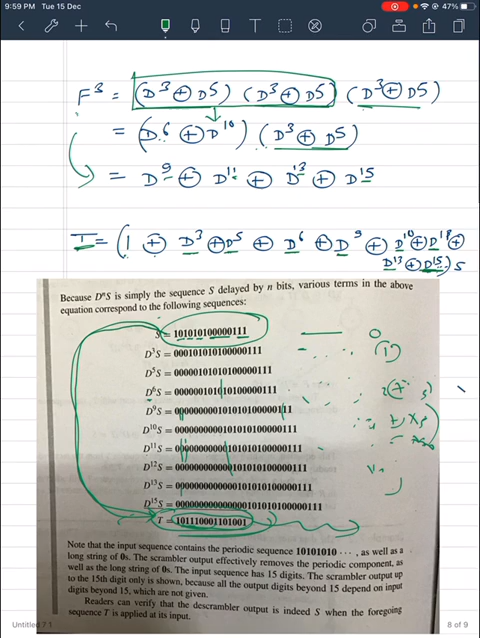 9:59 PM Tue 15 Dec
47%
F³ = (D³ ⊕ D5) (D³ ⊕ D5) (D³ ⊕ D5)
= (D6 ⊕ D¹⁰) (D³ ⊕ D5)
= D⁹ ⊕ D¹¹ ⊕ D¹³ ⊕ D¹⁵
T = (1 ⊕ D³ ⊕ D⁵ ⊕ D⁶ ⊕ D⁹ ⊕
D¹³ ⊕ D¹⁵) S
Because DⁿS is simply the sequence S delayed by n bits, various terms in the above
equation correspond to the following sequences:
S = 101010100000111
D³S = 000101010100000111
D⁵S = 00000101010100000111
D⁶S = 000000101010100000111
D⁹S = 000000000101010100000111
D¹⁰S = 0000000000101010100000111
D¹¹S = 00000000000101010100000111
D¹²S = 000000000000101010100000111
D¹³S = 0000000000000101010100000111
D¹⁵S = 000000000000000101010100000111
T = 101110001101001
Note that the input sequence contains the periodic sequence 10101010 · · · , as well as a
long string of 0s. The scrambler output effectively removes the periodic component, as
well as the long string of 0s. The input sequence has 15 digits. The scrambler output up
to the 15th digit only is shown, because all the output digits beyond 15 depend on input
digits beyond 15, which are not given.
Readers can verify that the descrambler output is indeed S when the foregoing
sequence T is applied at its input.
8 of 9